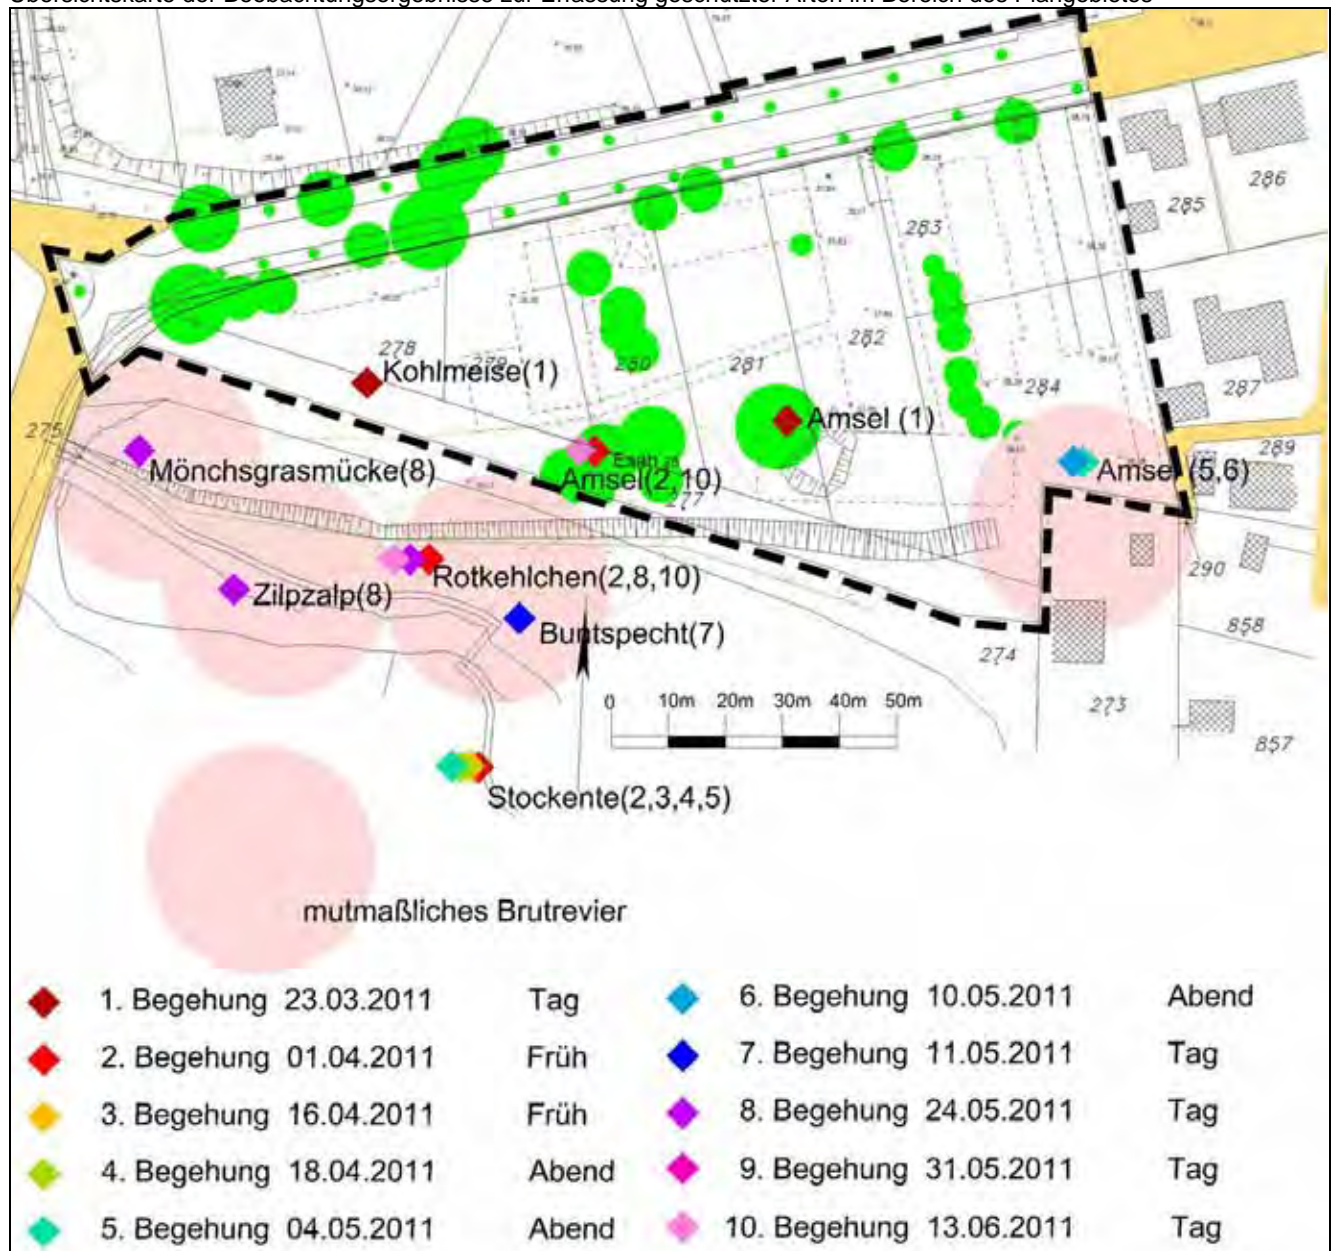 Übersichtskarte der Beobachtungsergebnisse zur Erfassung geschützter Arten im Bereich des Plangebietes
286
285
283
282
278
279
280
281
284
287
Kohlmeise(1)
Amsel (1)
275
289
Mönchsgrasmücke(8)
Amsel(2,10)
277
Amsel (5,6)
Rotkehlchen(2,8,10)
290
Zilpzalp(8)
Buntspecht(7)
858
274
0 10m 20m 30m 40m 50m
273
857
Stockente(2,3,4,5)
mutmaßliches Brutrevier
1. Begehung 23.03.2011 Tag
2. Begehung 01.04.2011 Früh
3. Begehung 16.04.2011 Früh
4. Begehung 18.04.2011 Abend
5. Begehung 04.05.2011 Abend
6. Begehung 10.05.2011 Abend
7. Begehung 11.05.2011 Tag
8. Begehung 24.05.2011 Tag
9. Begehung 31.05.2011 Tag
10. Begehung 13.06.2011 Tag